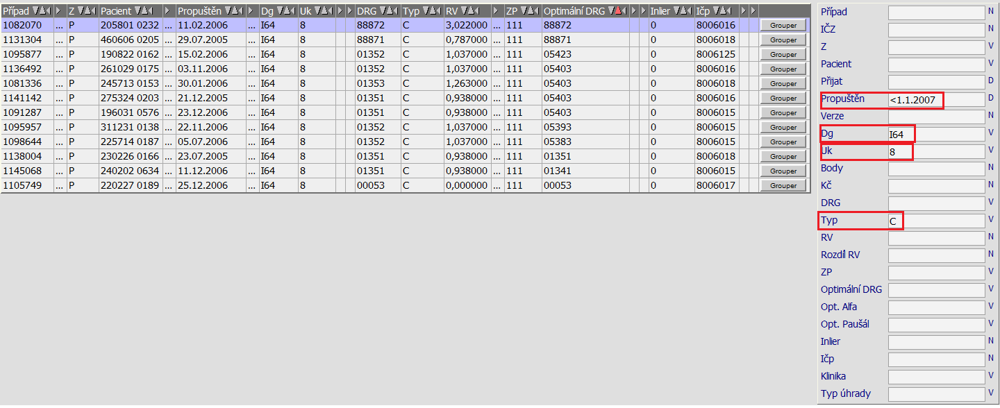 Případ Z Pacient Propuštěn Dg Uk DRG Typ RV ZP Optimální DRG Inlier Ičp
1082070 ... P 205801 0232 ... 11.02.2006 ... I64 8 88872 C 3,022000 ... 111 88872 0 8006016 Grouper
1131304 ... P 460606 0205 ... 29.07.2005 ... I64 8 88871 C 0,787000 ... 111 88871 0 8006018 Grouper
1095877 ... P 190822 0162 ... 15.02.2006 ... I64 8 01352 C 1,037000 ... 111 05423 0 8006125 Grouper
1136492 ... P 261029 0175 ... 03.11.2006 ... I64 8 01352 C 1,037000 ... 111 05403 0 8006016 Grouper
1081336 ... P 245713 0153 ... 30.01.2006 ... I64 8 01353 C 1,263000 ... 111 05403 0 8006018 Grouper
1141142 ... P 275324 0203 ... 21.12.2005 ... I64 8 01351 C 0,938000 ... 111 05403 0 8006016 Grouper
1091287 ... P 196031 0576 ... 23.12.2006 ... I64 8 01351 C 0,938000 ... 111 05403 0 8006015 Grouper
1095957 ... P 311231 0138 ... 22.11.2006 ... I64 8 01352 C 1,037000 ... 111 05393 0 8006015 Grouper
1098644 ... P 225714 0187 ... 05.07.2006 ... I64 8 01352 C 1,037000 ... 111 05383 0 8006015 Grouper
1138004 ... P 230226 0166 ... 23.07.2005 ... I64 8 01351 C 0,938000 ... 111 01351 0 8006018 Grouper
1145068 ... P 240202 0634 ... 11.12.2006 ... I64 8 01351 C 0,938000 ... 111 01341 0 8006015 Grouper
1105749 ... P 220227 0189 ... 25.12.2006 ... I64 8 00053 C 0,000000 ... 111 00053 0 8006017 Grouper
Případ N
IČZ N
Z V
Pacient V
Přijat D
Propuštěn <1.1.2007 D
Verze N
Dg I64 V
Uk 8 V
Body N
Kč N
DRG V
Typ C V
RV N
Rozdíl RV N
ZP V
Optimální DRG V
Opt. Alfa V
Opt. Paušál V
Inlier N
Ičp N
Klinika V
Typ úhrady V